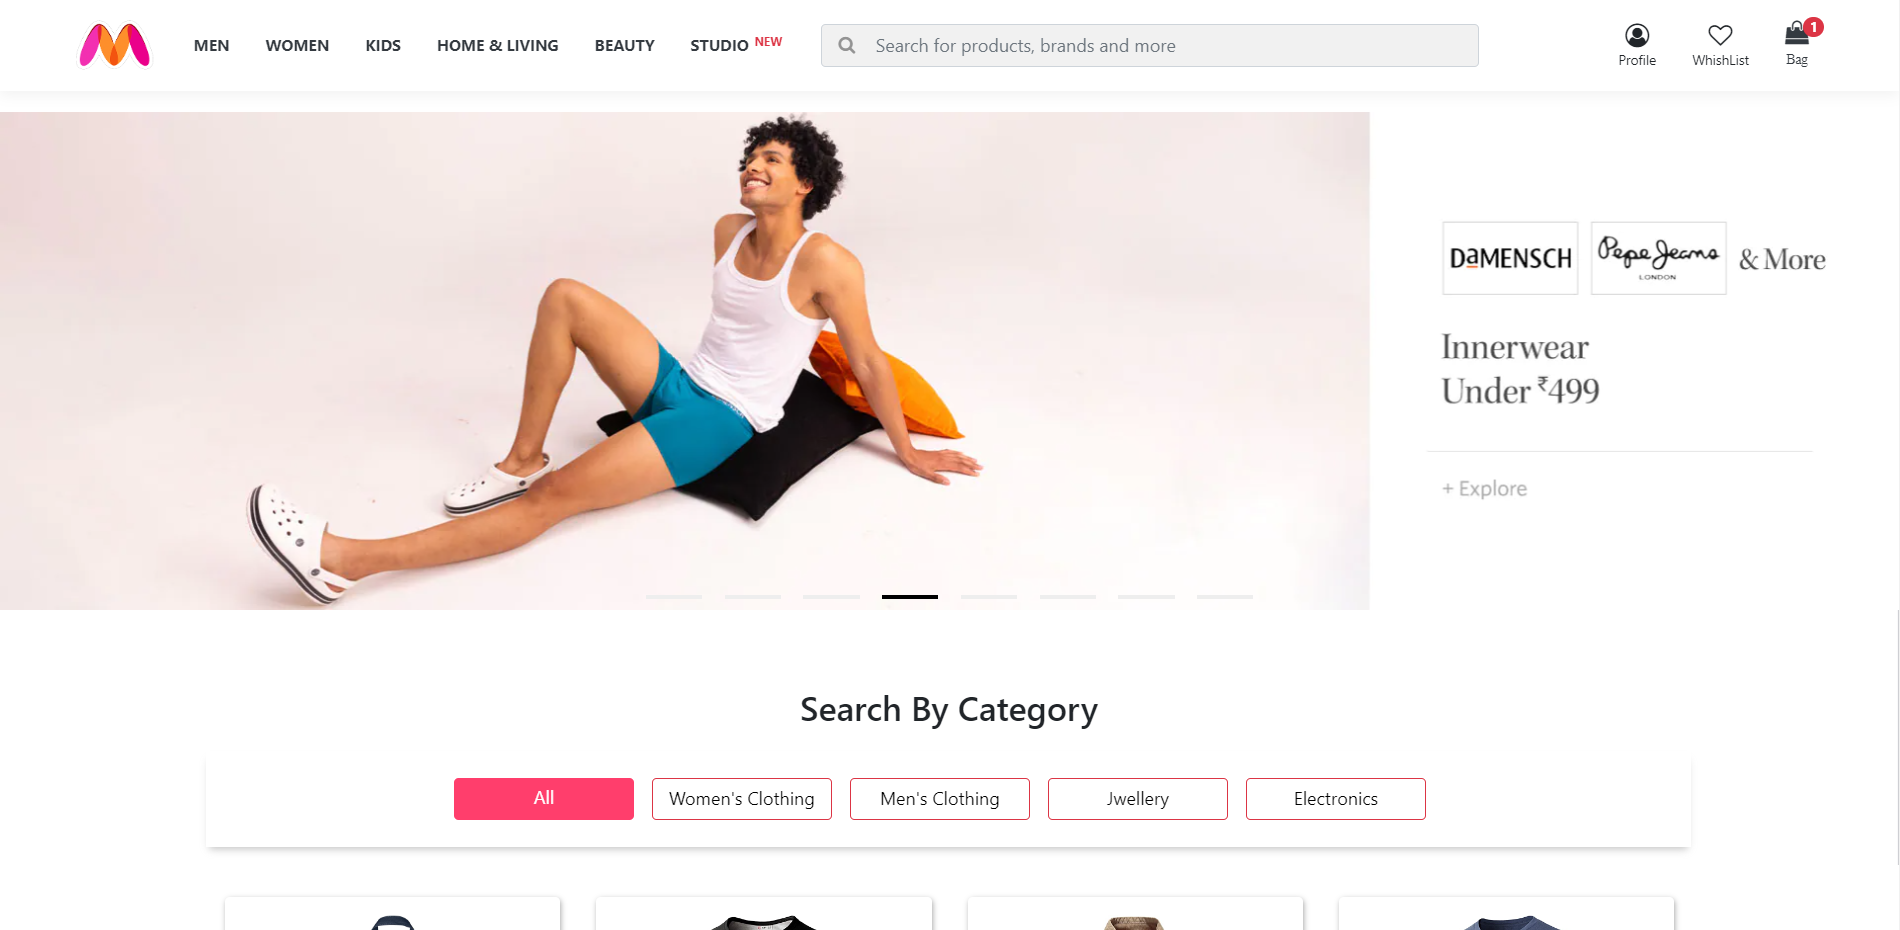 MEN WOMEN KIDS HOME & LIVING BEAUTY STUDIO NEW
Search for products, brands and more
Profile WhishList Bag 1
DaMENSCH Pepe Jeans & More
LONDON
Innerwear
Under ₹499
+ Explore
Search By Category
All Women's Clothing Men's Clothing Jwellery Electronics